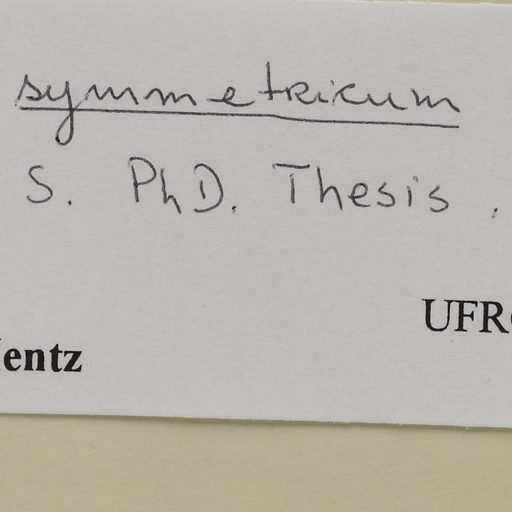 symmetricum
S. PhD. Thesis.
UFR
entz